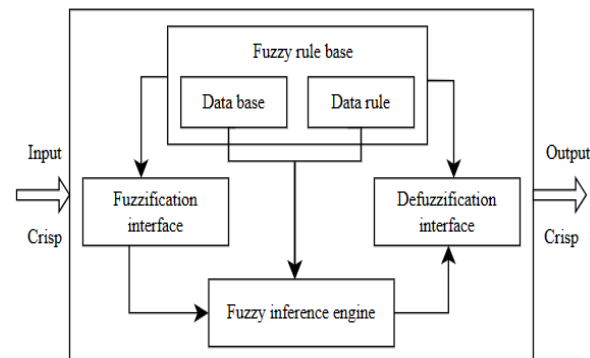 Fuzzy rule base
Data base
Data rule
Input
Crisp
Fuzzification
interface
Defuzzification
interface
Output
Crisp
Fuzzy inference engine